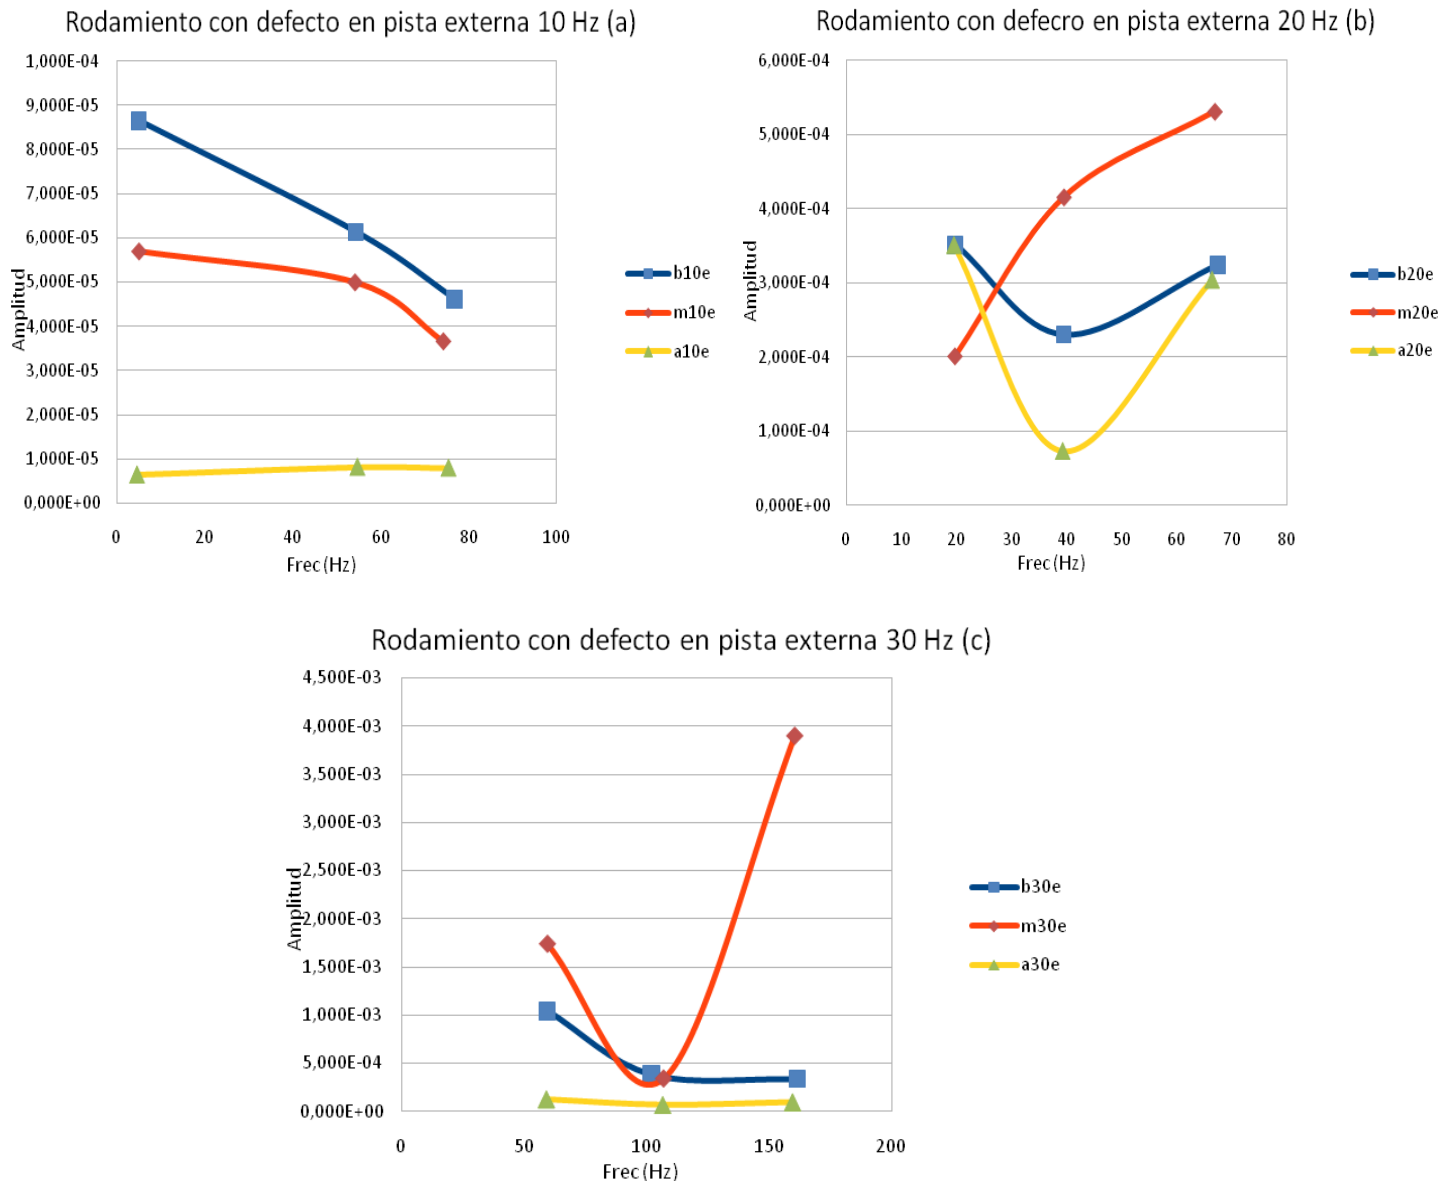 Rodamiento con defecto en pista externa 10 Hz (a)
1,000E-04
9,000E-05
8,000E-05
7,000E-05
6,000E-05
5,000E-05
4,000E-05
3,000E-05
2,000E-05
1,000E-05
0,000E+00
Amplitud
0 20 40 60 80 100
Frec (Hz)
b10e
m10e
a10e
Rodamiento con defecro en pista externa 20 Hz (b)
6,000E-04
5,000E-04
4,000E-04
3,000E-04
2,000E-04
1,000E-04
0,000E+00
Amplitud
0 10 20 30 40 50 60 70 80
Frec (Hz)
b20e
m20e
a20e
Rodamiento con defecto en pista externa 30 Hz (c)
4,500E-03
4,000E-03
3,500E-03
3,000E-03
2,500E-03
2,000E-03
1,500E-03
1,000E-03
5,000E-04
0,000E+00
Amplitud
0 50 100 150 200
Frec (Hz)
b30e
m30e
a30e